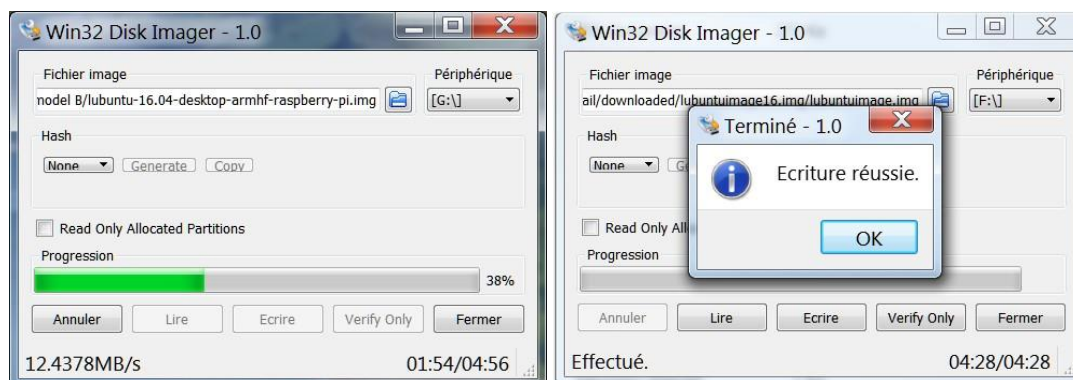 Win32 Disk Imager - 1.0
Fichier image
Périphérique
nodel B/lubuntu-16.04-desktop-armhf-raspberry-pi.img
[G:\]
Hash
None
Generate
Copy
Read Only Allocated Partitions
Progression
38%
Annuler
Lire
Ecrire
Verify Only
Fermer
12.4378MB/s
01:54/04:56
Win32 Disk Imager - 1.0
Fichier image
Périphérique
ail/downloaded/lubuntuimage16.img/lubuntuimage.img
[F:\]
Hash
None
Terminé - 1.0
Ecriture réussie.
OK
Read Only All
Progression
Annuler
Lire
Ecrire
Verify Only
Fermer
Effectué.
04:28/04:28